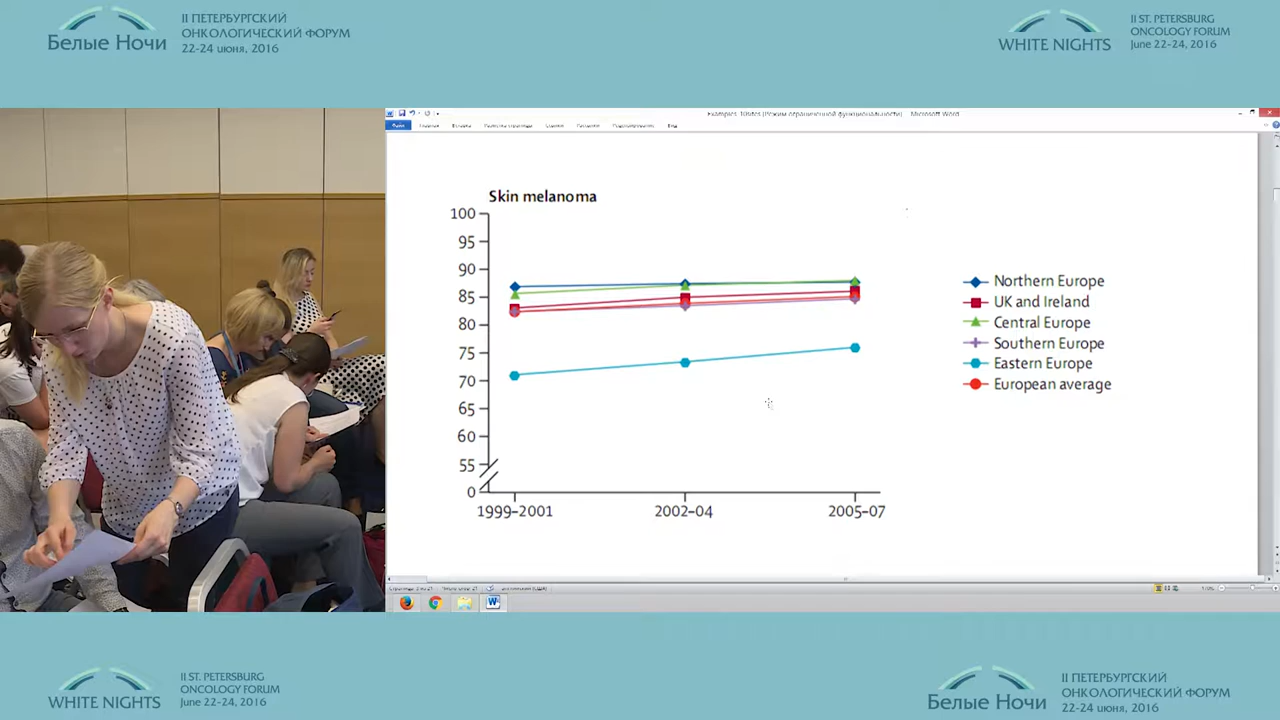 Белые Ночи
II ПЕТЕРБУРГСКИЙ
ОНКОЛОГИЧЕСКИЙ ФОРУМ
22-24 июня, 2016
WHITE NIGHTS
II ST. PETERSBURG
ONCOLOGY FORUM
June 22-24, 2016
Microsoft Word
Файл
Skin melanoma
100
95
90
85
80
75
70
65
60
55
0
1999–2001
2002–04
2005–07
Northern Europe
UK and Ireland
Central Europe
Southern Europe
Eastern Europe
European average
WHITE NIGHTS
II ST. PETERSBURG
ONCOLOGY FORUM
June 22-24, 2016
Белые Ночи
II ПЕТЕРБУРГСКИЙ
ОНКОЛОГИЧЕСКИЙ ФОРУМ
22-24 июня, 2016